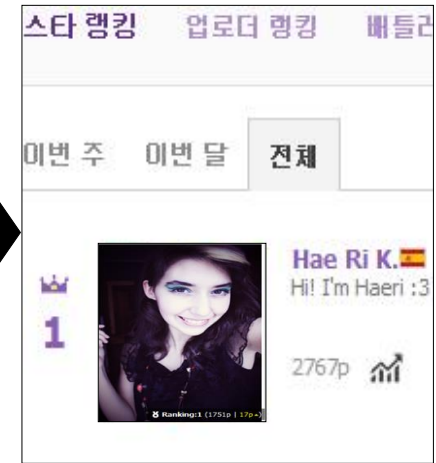 스타 랭킹 업로더 랭킹 배틀
이번 주 이번 달 전체
Hae Ri K.
Hi! I'm Haeri :3
1
2767p
Ranking:1 (1751p | 17p